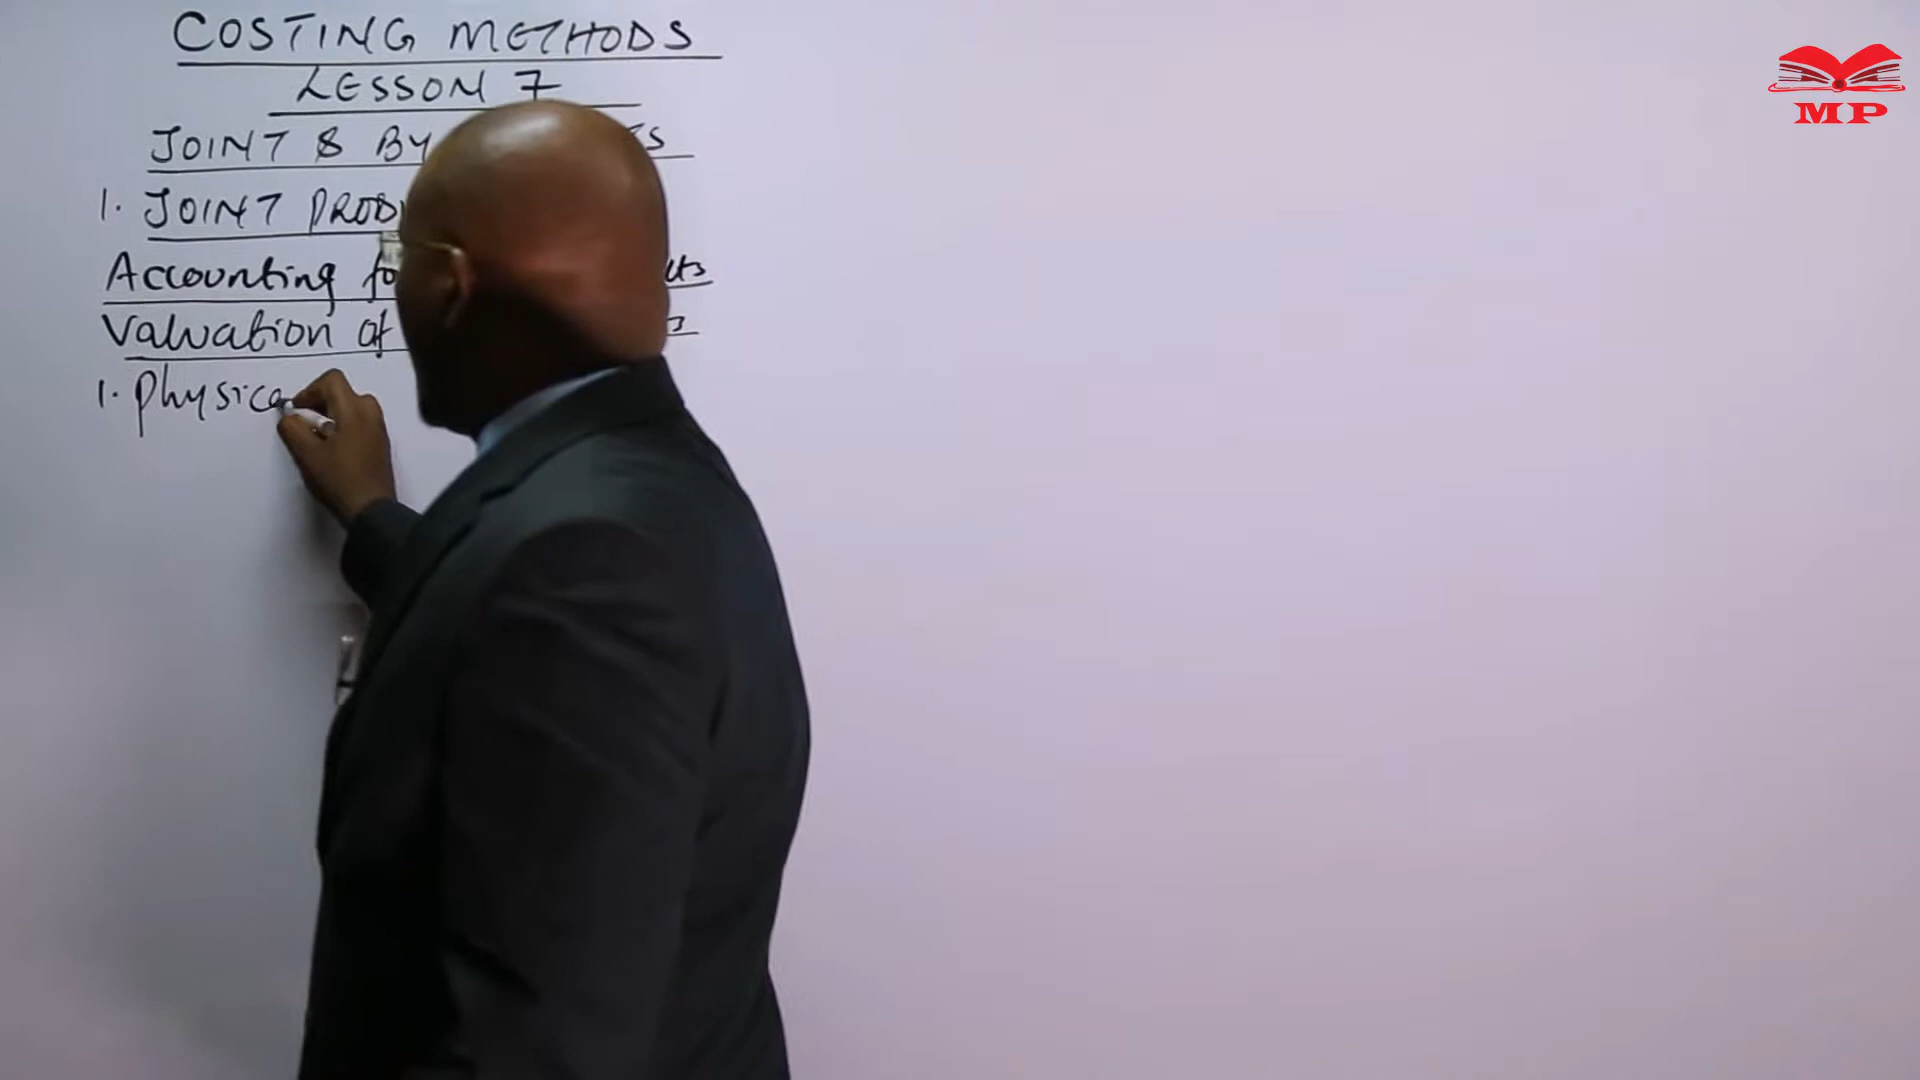 COSTING METHODS
LESSON 7
JOINT & BY
1. JOINT PROD
Accounting fo
Valuation of
1. Physica
MP